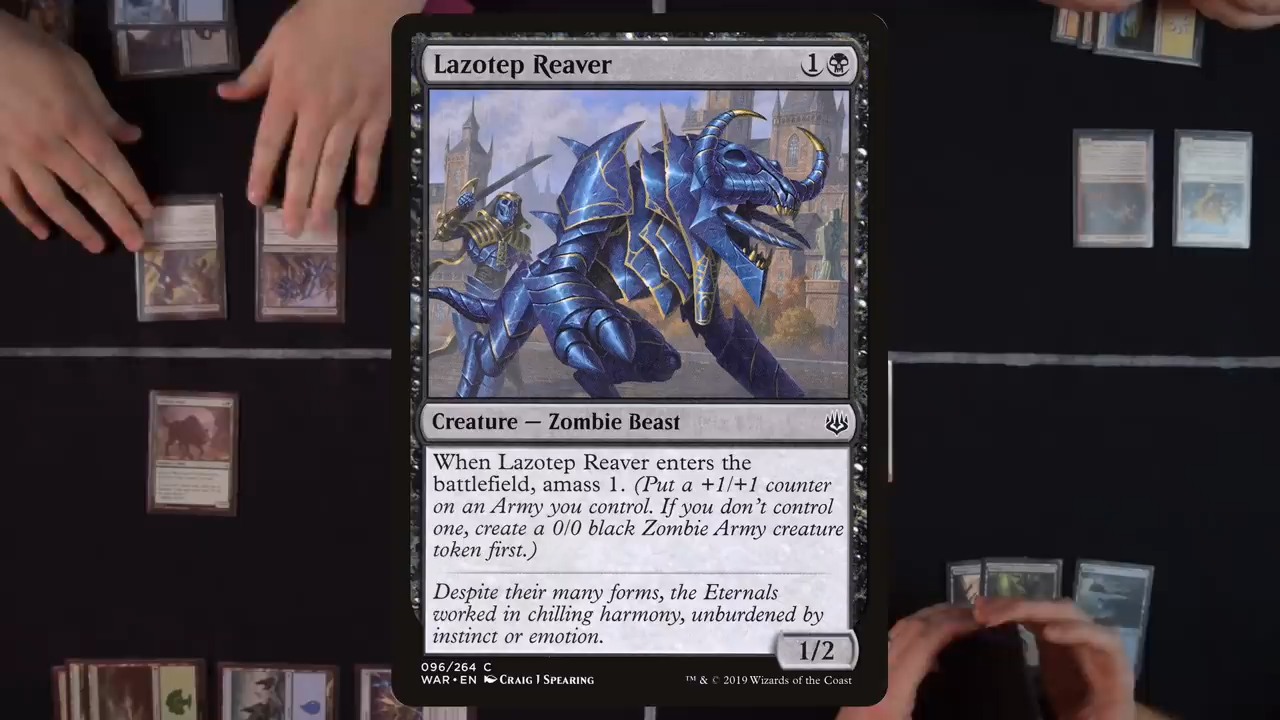 Lazotep Reaver 1
Creature — Zombie Beast
When Lazotep Reaver enters the
battlefield, amass 1. (Put a +1/+1 counter
on an Army you control. If you don't control
one, create a 0/0 black Zombie Army creature
token first.)
Despite their many forms, the Eternals
worked in chilling harmony, unburdened by
instinct or emotion.
1/2
096/264 C
WAR • EN Craig J Spearing
™ & © 2019 Wizards of the Coast